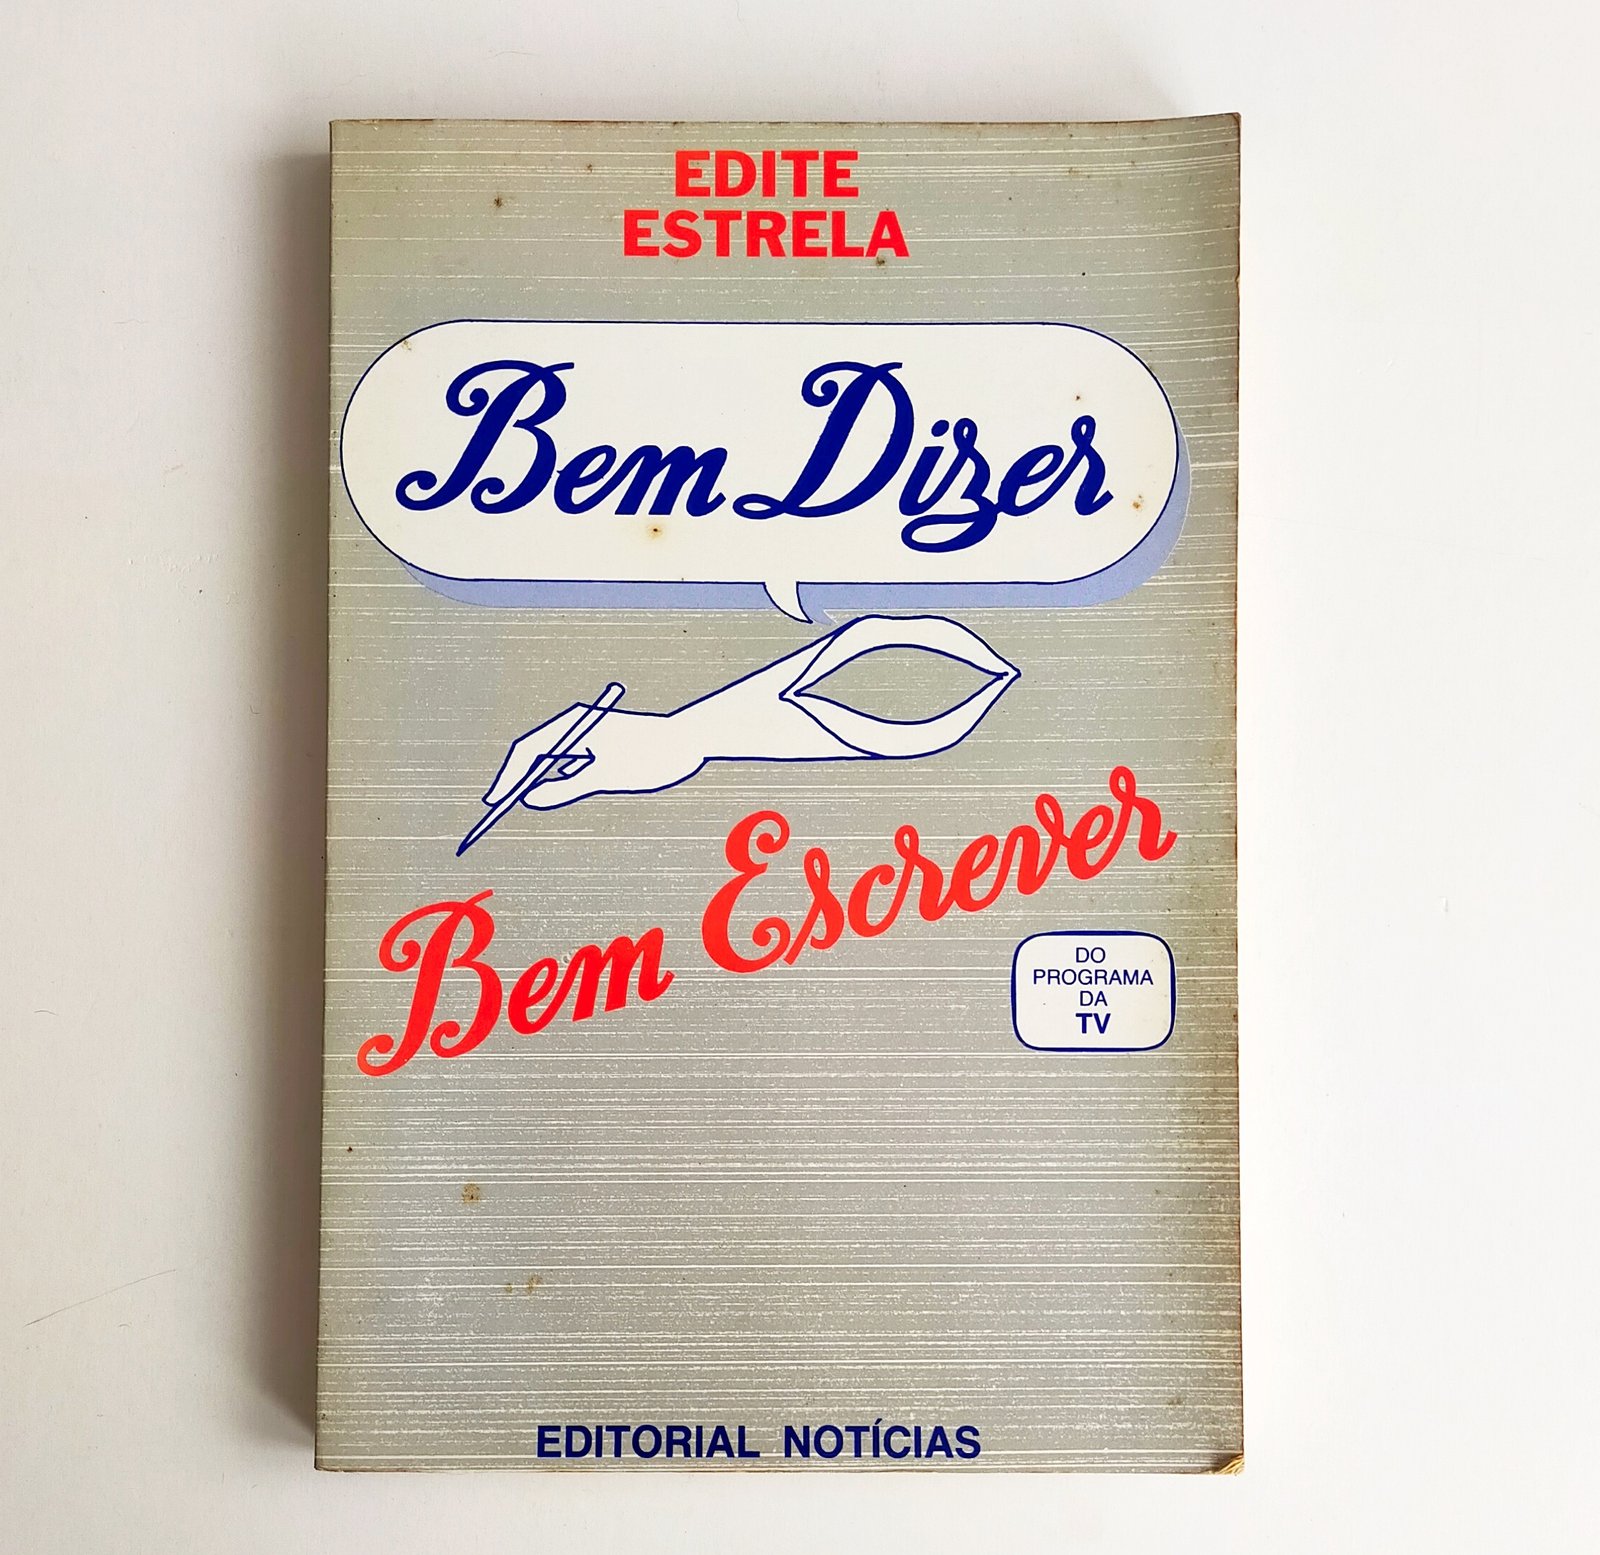 EDITE
ESTRELA
Bem Dizer
Bem Escrever
DO
PROGRAMA
DA
TV
EDITORIAL NOTÍCIAS